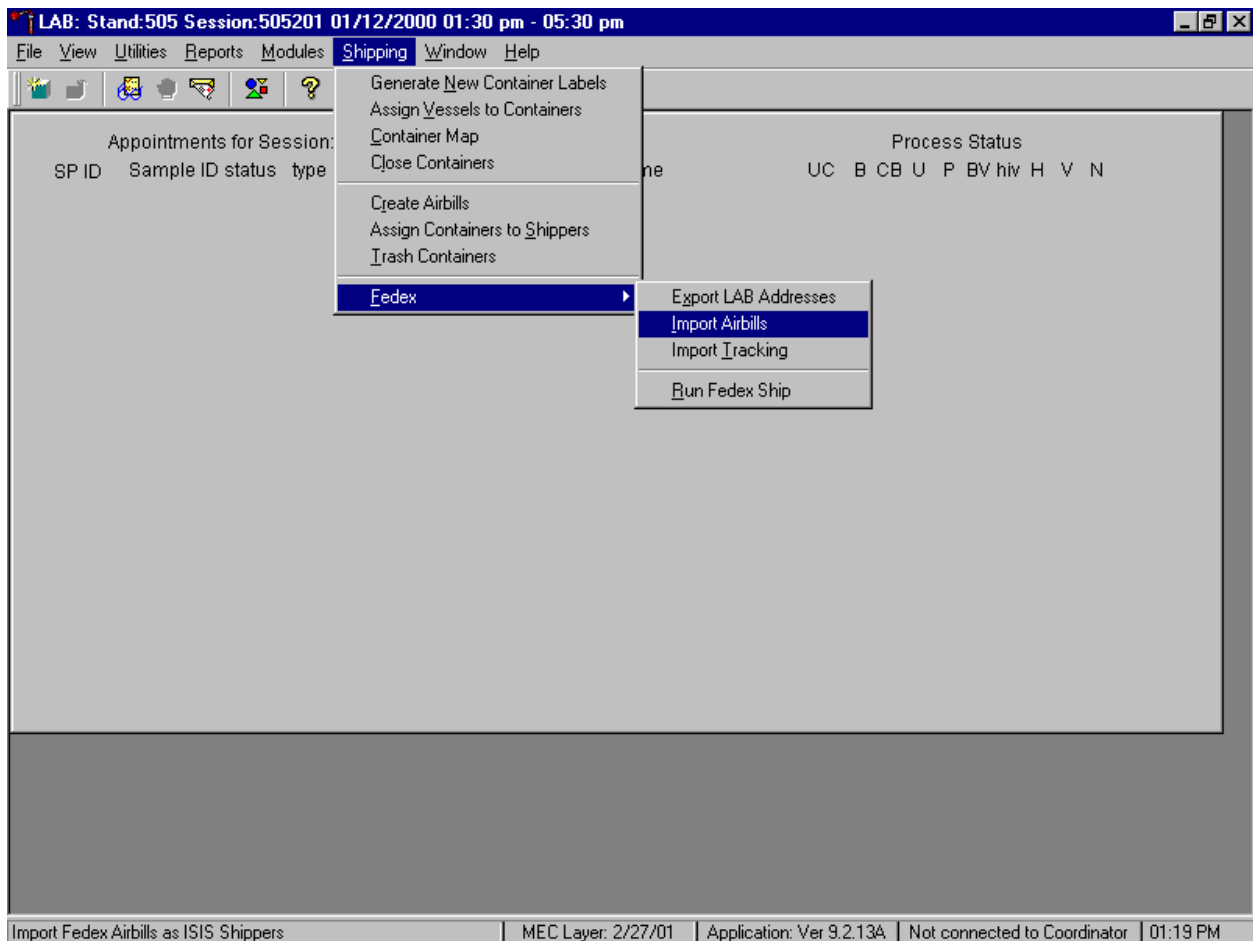 LAB: Stand:505 Session:505201 01/12/2000 01:30 pm - 05:30 pm
File View Utilities Reports Modules Shipping Window Help
Generate New Container Labels
Assign Vessels to Containers
Container Map
Close Containers
Create Airbills
Assign Containers to Shippers
Trash Containers
Fedex
Export LAB Addresses
Import Airbills
Import Tracking
Run Fedex Ship
Appointments for Session:
Process Status
SP ID Sample ID status type UC B CB U P BV hiv H V N
Import Fedex Airbills as ISIS Shippers MEC Layer: 2/27/01 Application: Ver 9.2.13A Not connected to Coordinator 01:19 PM